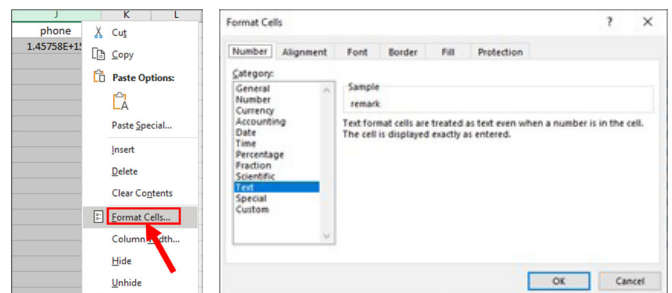 J K L
phone
1.45758E+15
Cut
Copy
Paste Options:
A
Paste Special...
Insert
Delete
Clear Contents
Format Cells...
Column Width...
Hide
Unhide
Format Cells ? ×
Number Alignment Font Border Fill Protection
Category:
General
Number
Currency
Accounting
Date
Time
Percentage
Fraction
Scientific
Text
Special
Custom
Sample
remark
Text format cells are treated as text even when a number is in the cell.
The cell is displayed exactly as entered.
OK Cancel